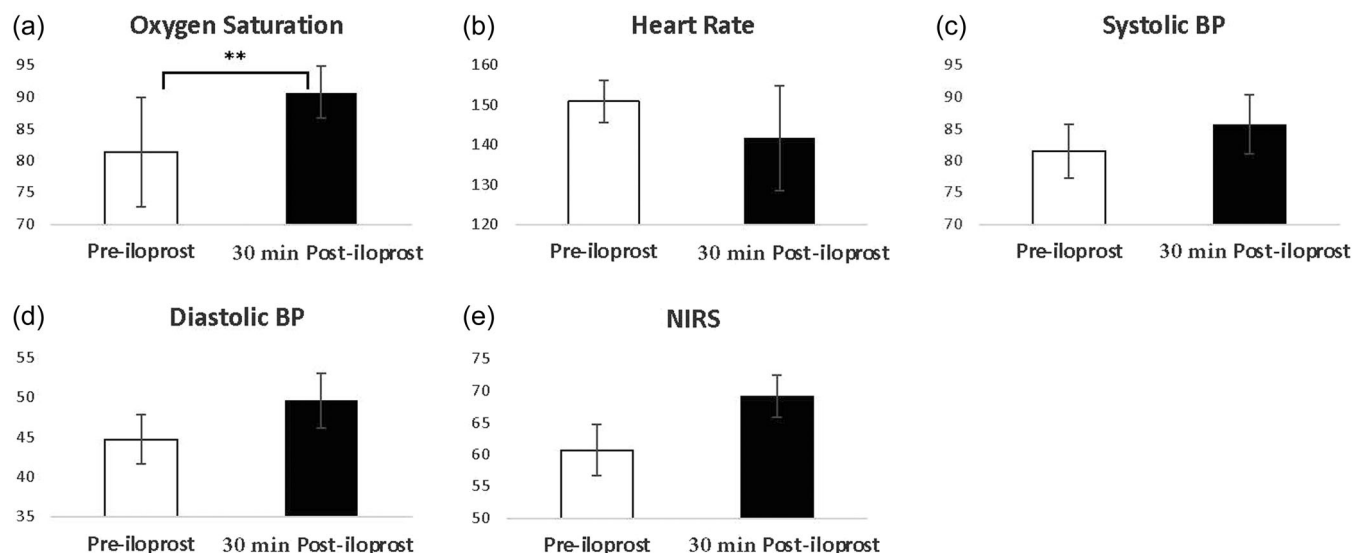 (a) Oxygen Saturation
**
95
90
85
80
75
70
Pre-iloprost 30 min Post-iloprost
(b) Heart Rate
160
150
140
130
120
Pre-iloprost 30 min Post-iloprost
(c) Systolic BP
95
90
85
80
75
70
Pre-iloprost 30 min Post-iloprost
(d) Diastolic BP
55
50
45
40
35
Pre-iloprost 30 min Post-iloprost
(e) NIRS
75
70
65
60
55
50
Pre-iloprost 30 min Post-iloprost